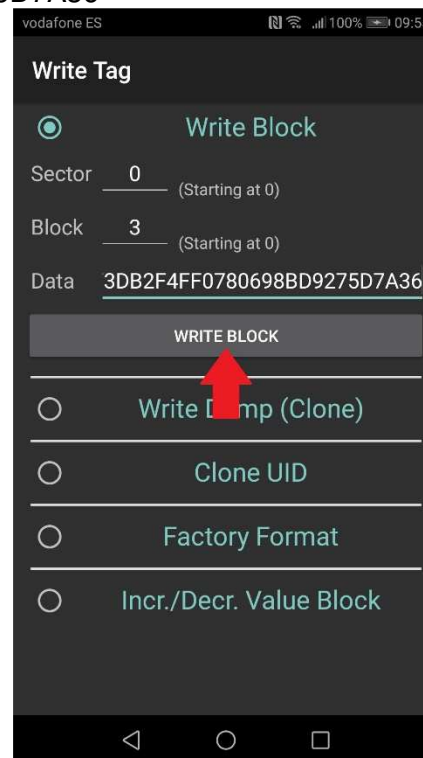 vodafone ES 100% 09:5
Write Tag
Write Block
Sector 0 (Starting at 0)
Block 3 (Starting at 0)
Data 3DB2F4FF0780698BD9275D7A36
WRITE BLOCK
Write Dump (Clone)
Clone UID
Factory Format
Incr./Decr. Value Block